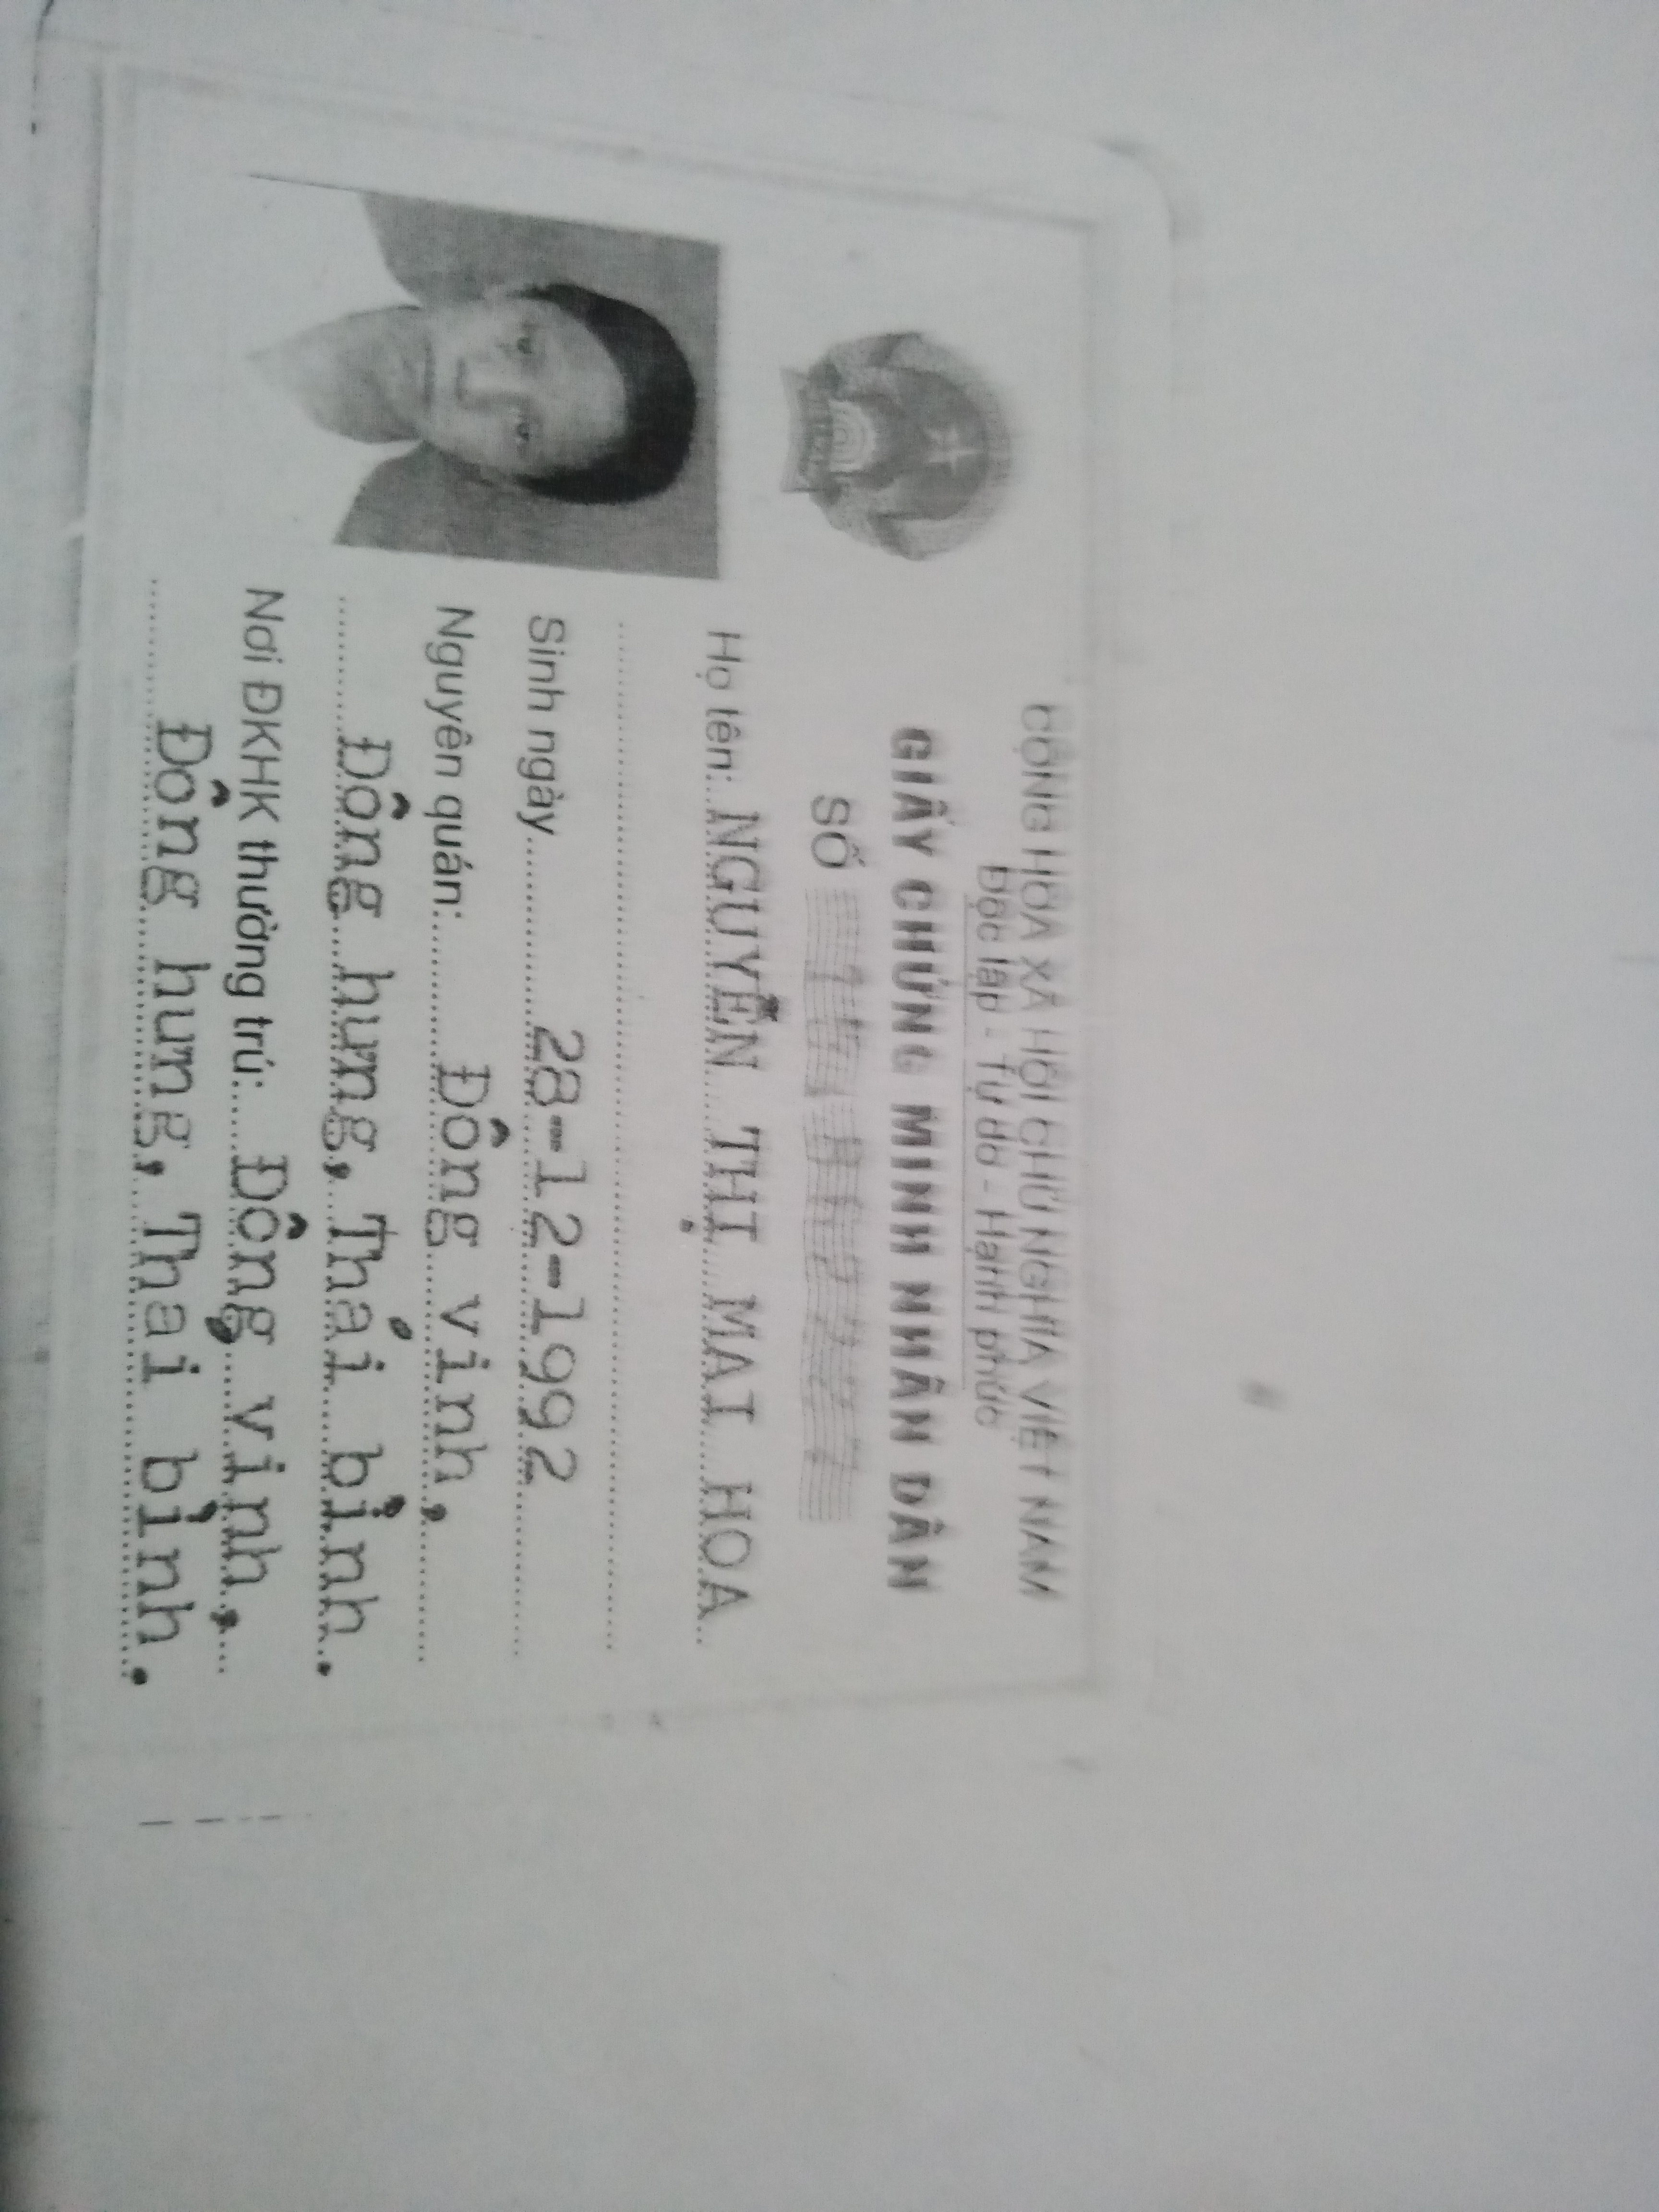 CỘNG HÒA XÃ HỘI CHỦ NGHĨA VIỆT NAM
Độc lập - Tự do - Hạnh phúc
GIẤY CHỨNG MINH NHÂN DÂN
SỐ
Họ tên: NGUYỄN THỊ MAI HOA
Sinh ngày 28-12-1992
Nguyên quán: Đông vinh,
Đông hưng, Thái bình.
Nơi ĐKHK thường trú: Đông vinh,
Đông hưng, Thai bình.